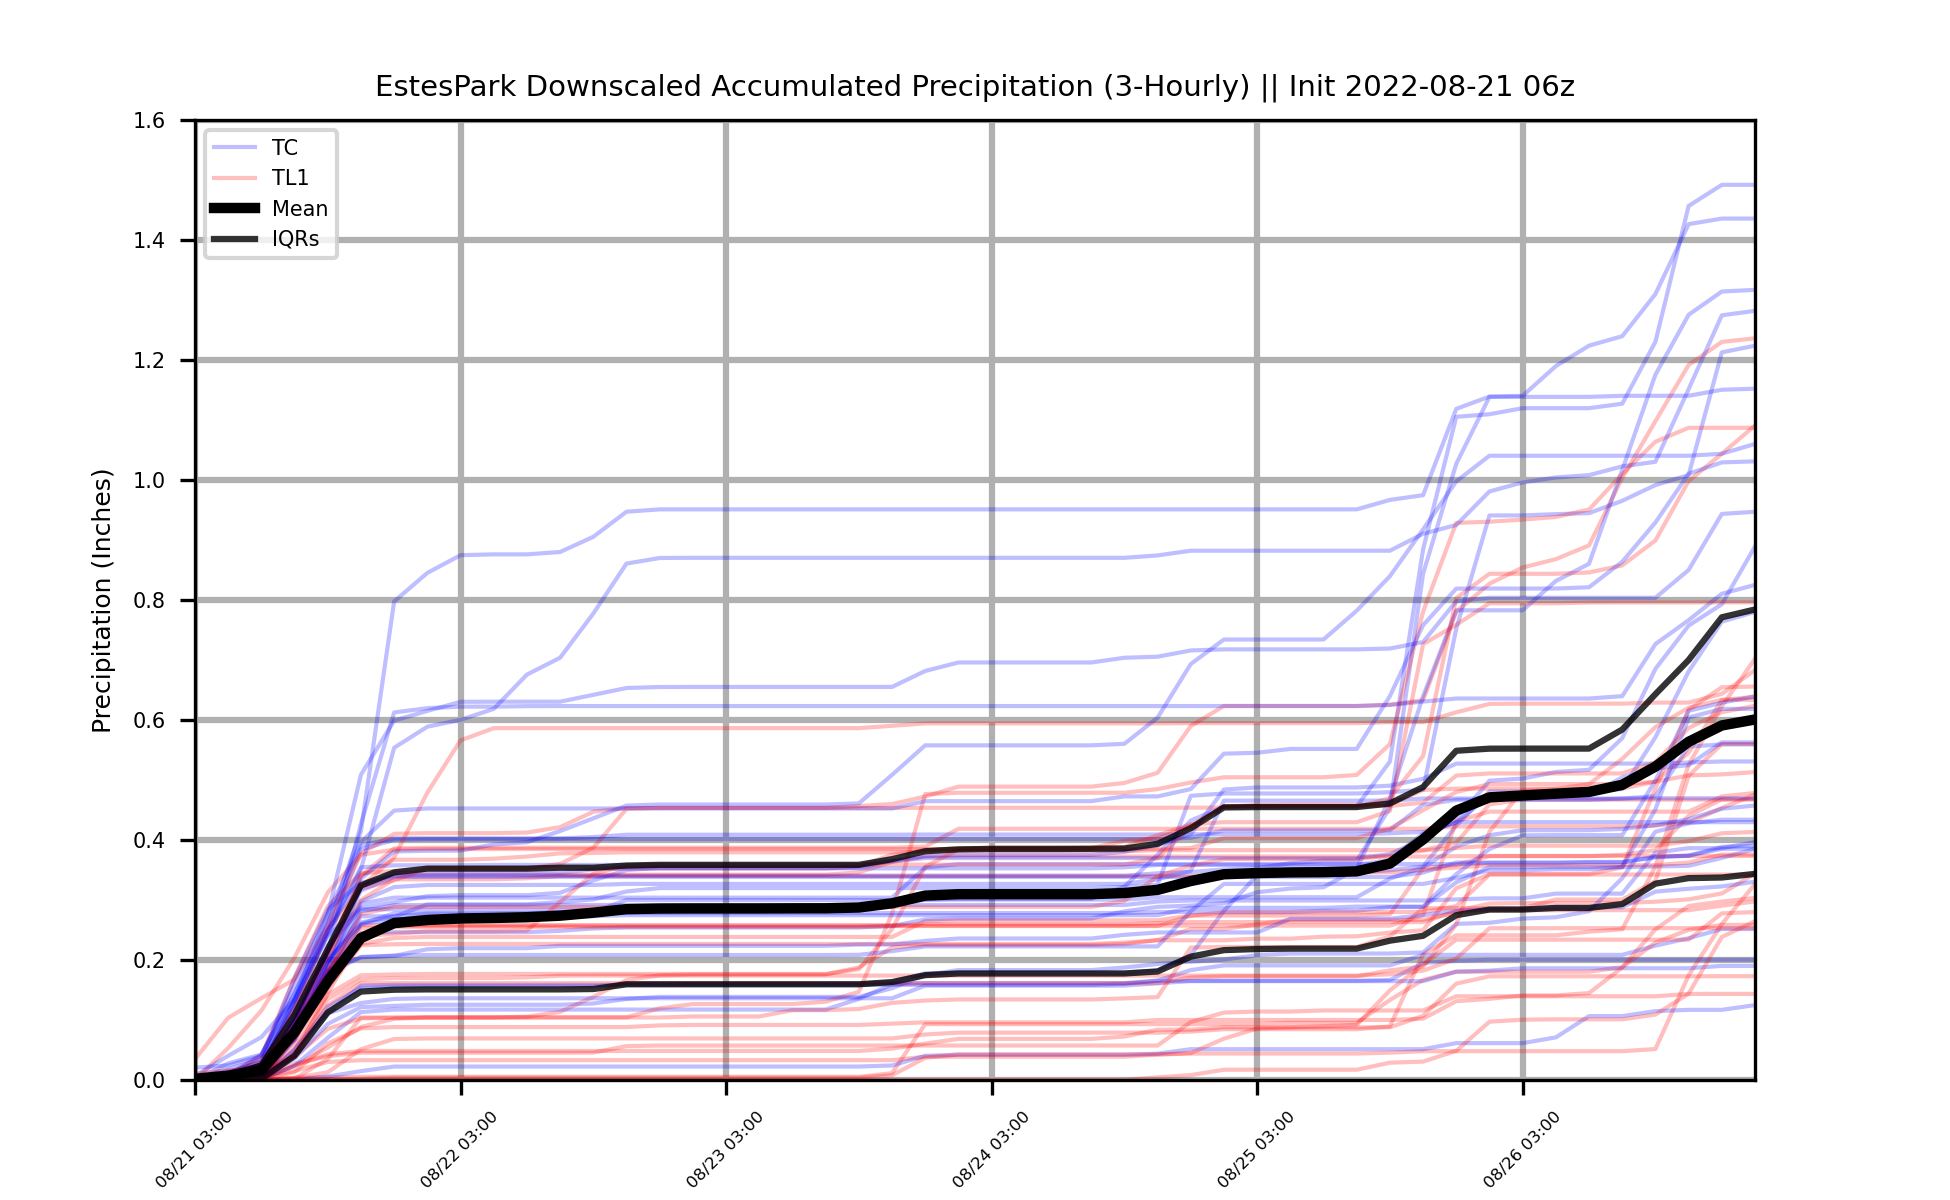 EstesPark Downscaled Accumulated Precipitation (3-Hourly) || Init 2022-08-21 06z
Precipitation (Inches)
1.6
1.4
1.2
1.0
0.8
0.6
0.4
0.2
0.0
TC
TL1
Mean
IQRs
08/21 03:00
08/22 03:00
08/23 03:00
08/24 03:00
08/25 03:00
08/26 03:00